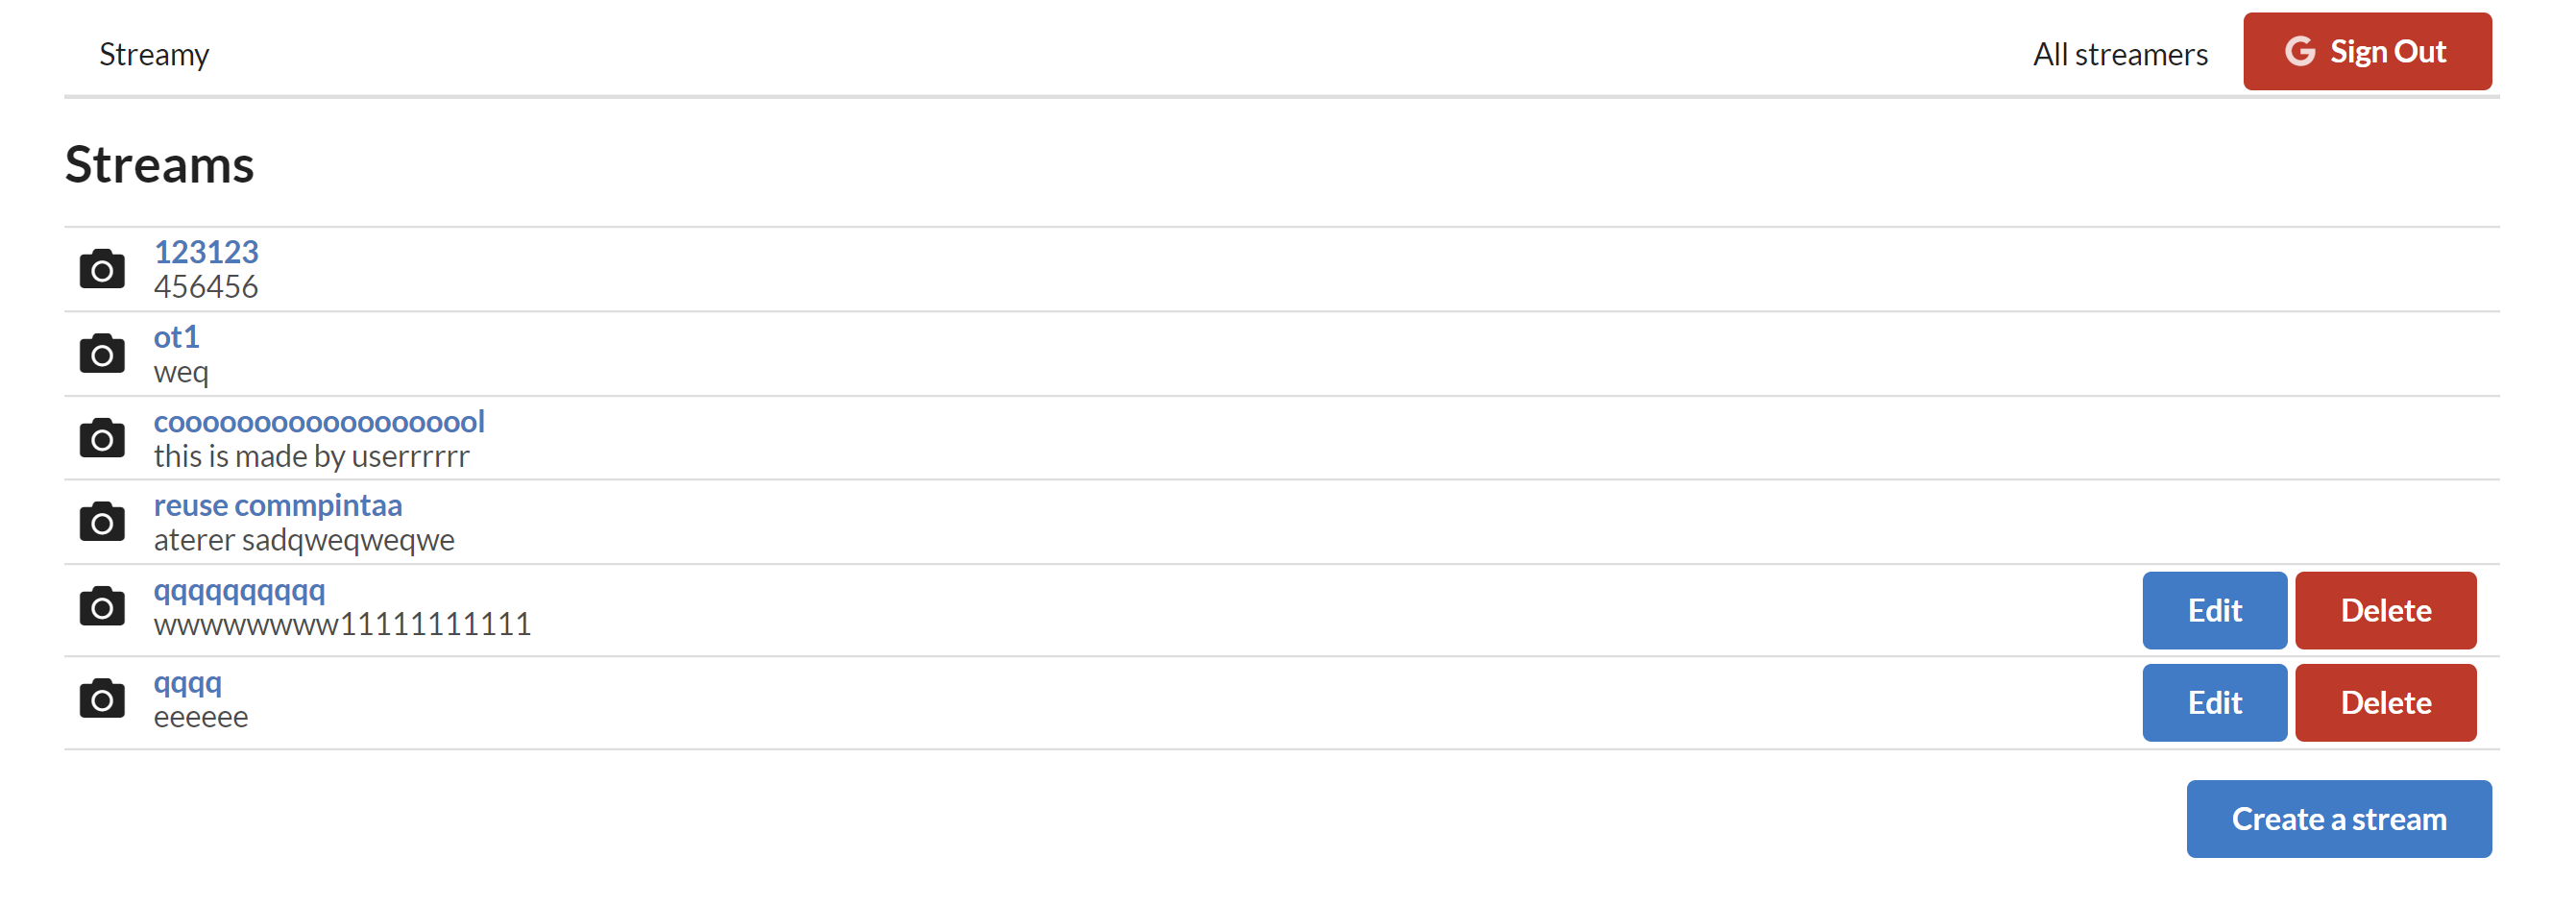 Streamy
All streamers
Sign Out
Streams
123123
456456
ot1
weq
coooooooooooooooooool
this is made by userrrrrr
reuse commpintaa
aterer sadqweqweqwe
qqqqqqqqqq
wwwwwwww11111111111
Edit Delete
qqqq
eeeeee
Edit Delete
Create a stream